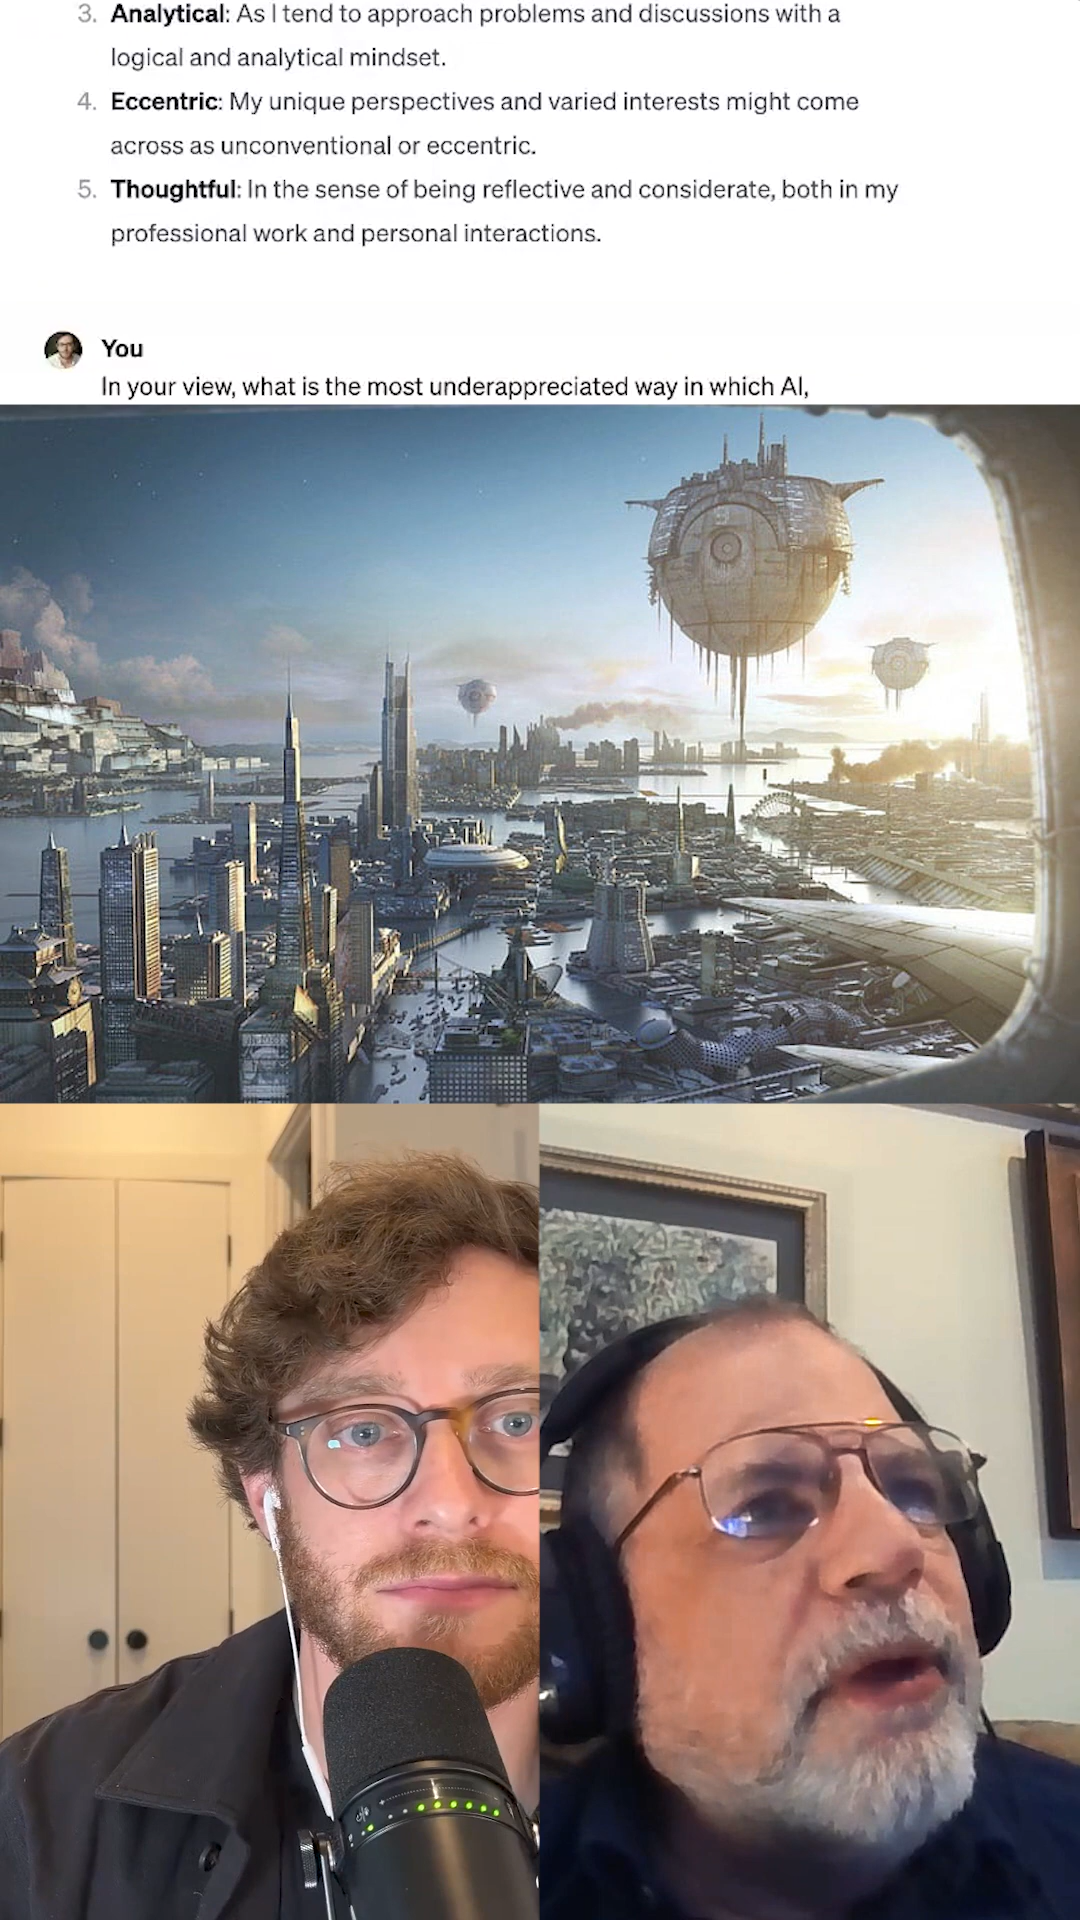 3. Analytical: As I tend to approach problems and discussions with a
logical and analytical mindset.
4. Eccentric: My unique perspectives and varied interests might come
across as unconventional or eccentric.
5. Thoughtful: In the sense of being reflective and considerate, both in my
professional work and personal interactions.
You
In your view, what is the most underappreciated way in which AI,